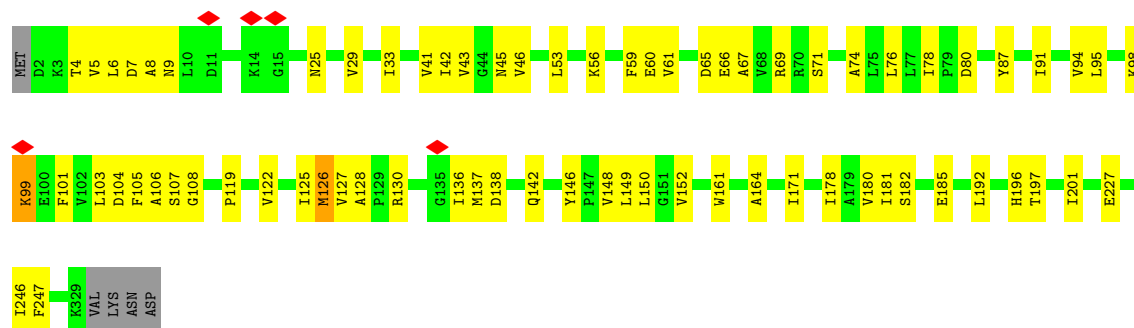 MET D2 K3 T4 V5 L6 D7 A8 N9 L10 D11 K14 G15 N25 V29 I33 V41 I42 V43 G44 N45 V46 L53 K56 F59 E60 V61 D65 E66 A67 V68 R69 R70 S71 A74 L75 L76 L77 I78 P79 D80 Y87 I91 V94 L95 K98
K99 E100 F101 V102 L103 D104 F105 A106 S107 G108 P119 V122 I125 M126 V127 A128 P129 R130 G135 I136 M137 D138 Q142 Y146 P147 V148 L149 L150 G151 V152 W161 A164 I171 I178 A179 V180 I181 S182 E185 L192 H196 T197 I201 E227
I246 F247 K329 VAL LYS ASN ASP